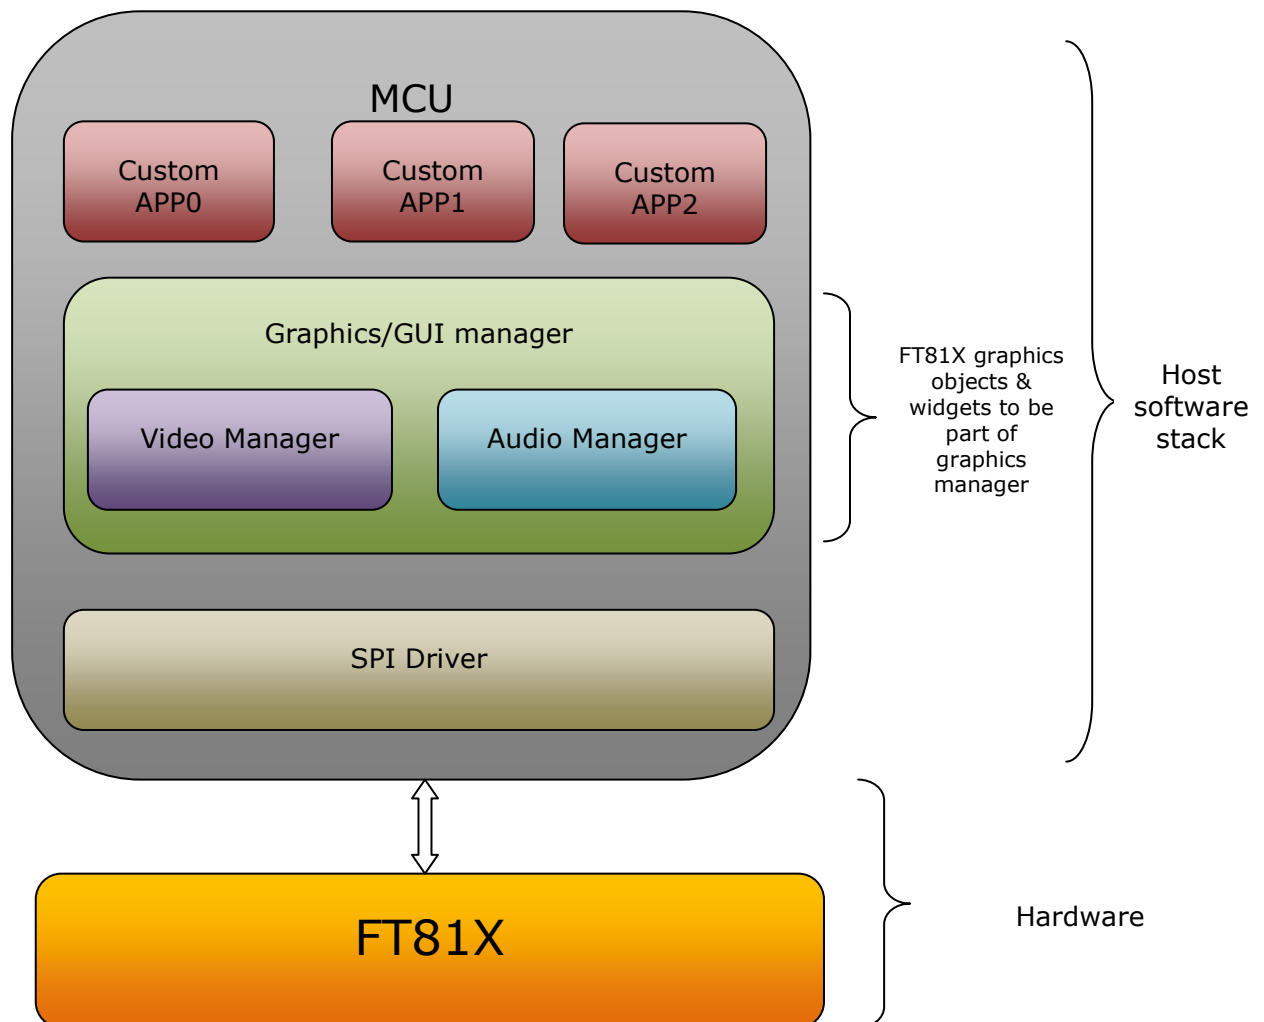 MCU
Custom
APP0
Custom
APP1
Custom
APP2
Graphics/GUI manager
Video Manager
Audio Manager
SPI Driver
FT81X graphics
objects &
widgets to be
part of
graphics
manager
Host
software
stack
FT81X
Hardware